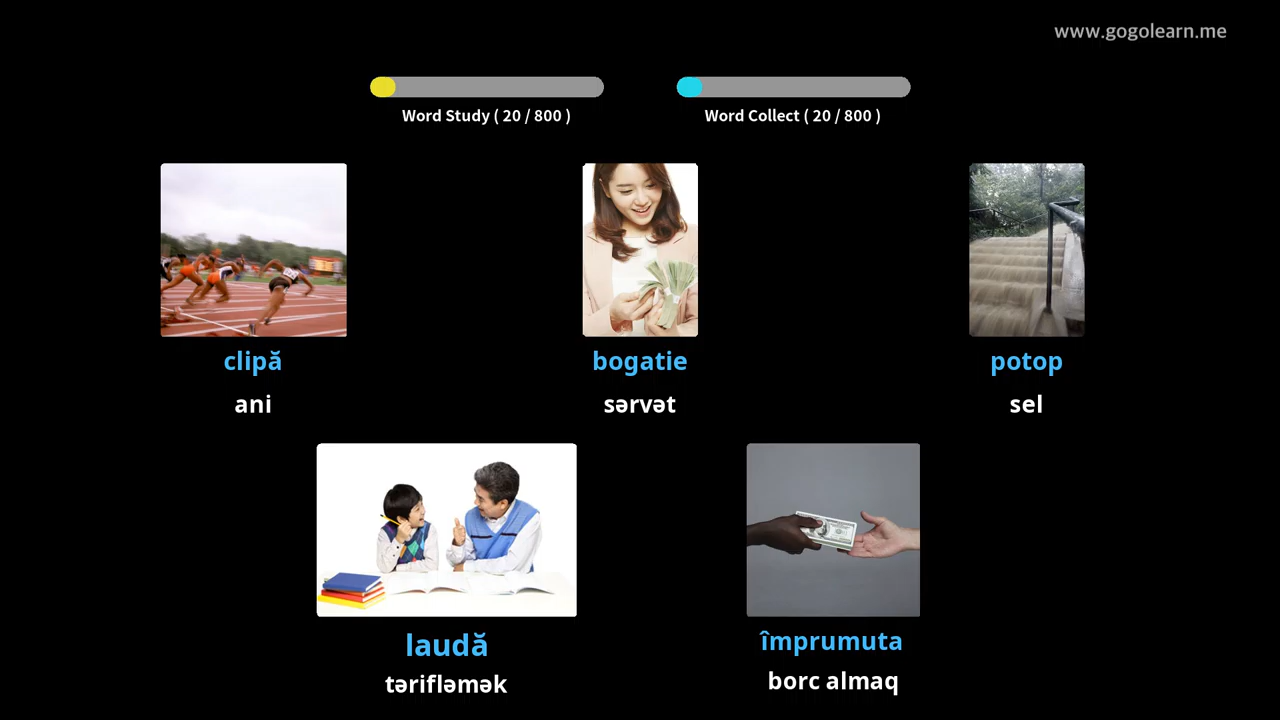 www.gogolearn.me
Word Study ( 20 / 800 )
Word Collect ( 20 / 800 )
clipă
bogatie
potop
ani
sərvət
sel
laudă
împrumuta
tərifləmək
borc almaq